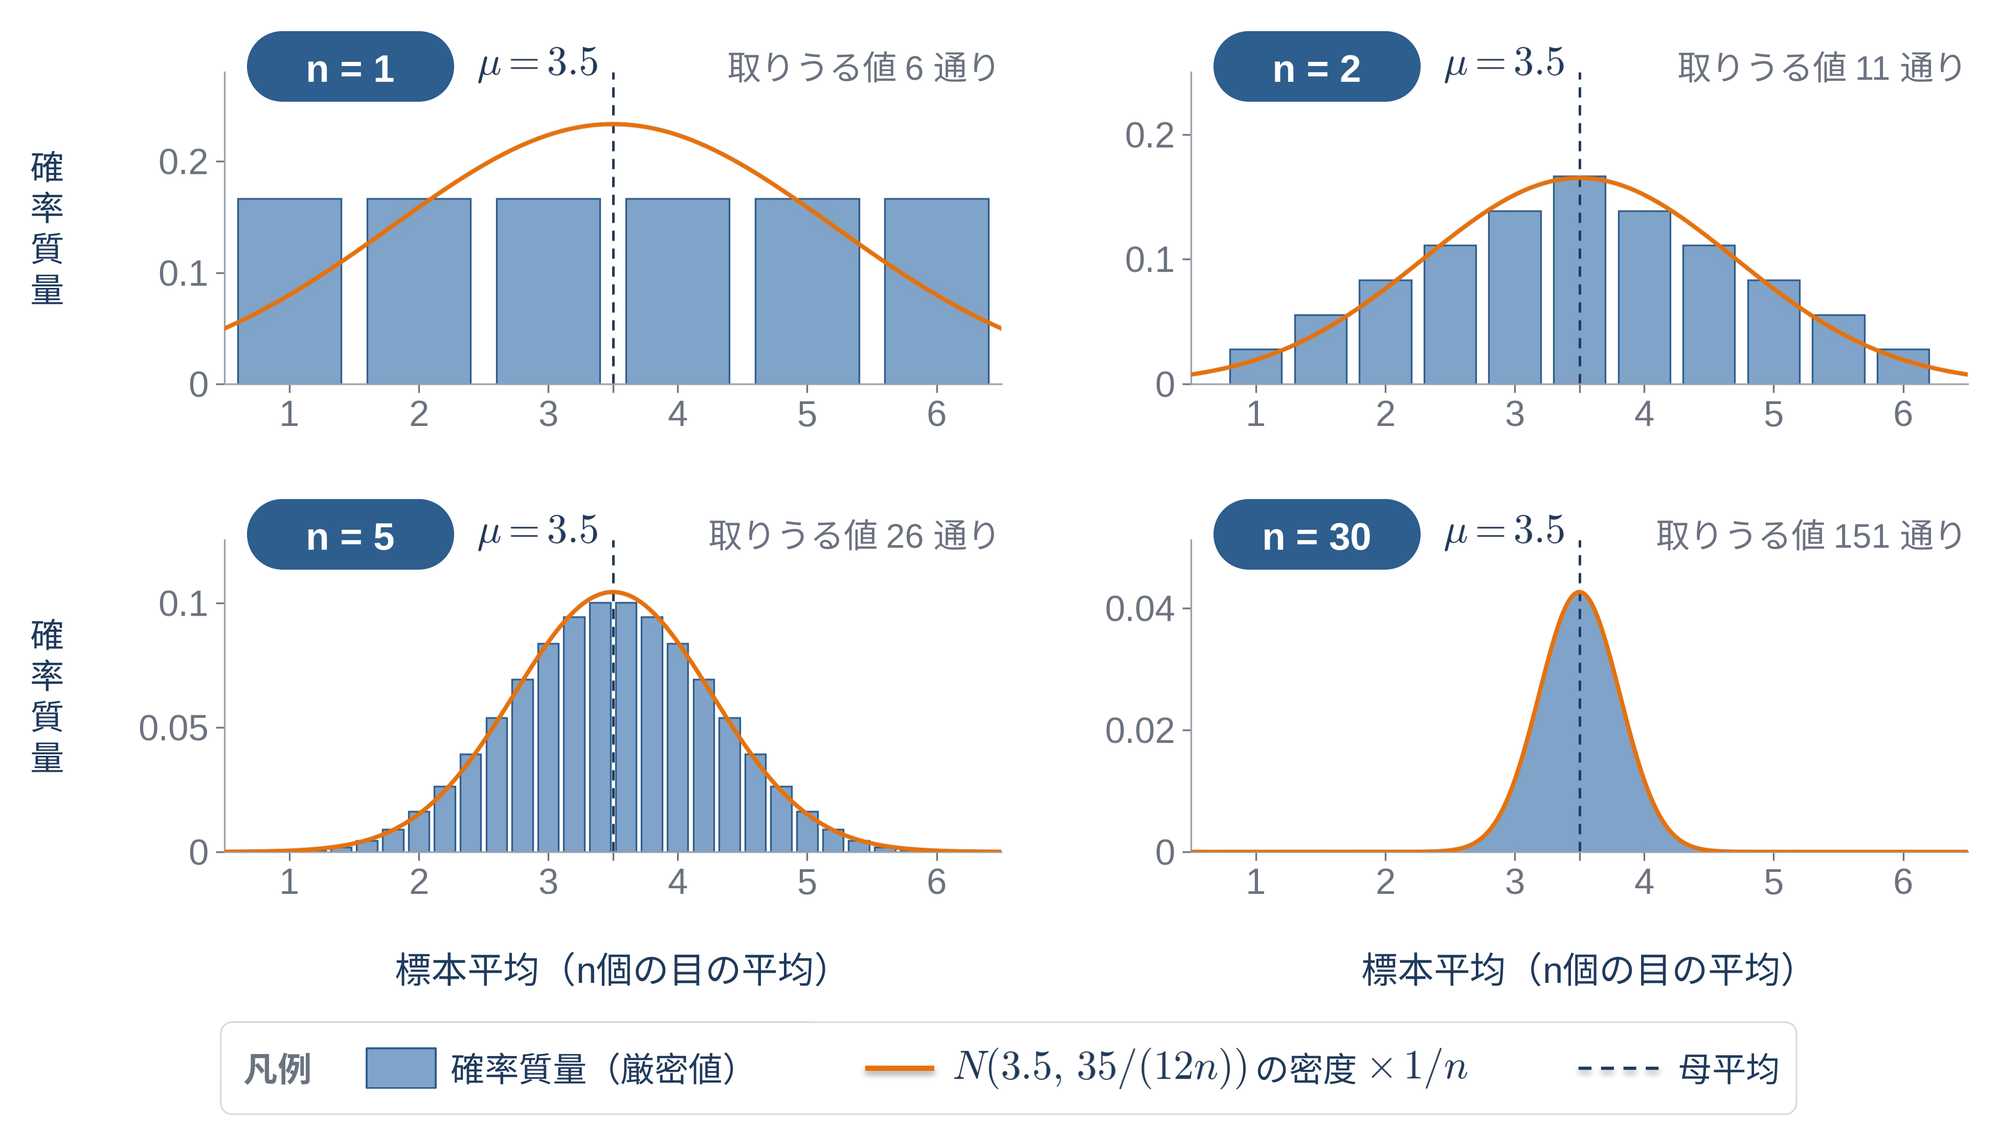 n = 1
μ = 3.5
取りうる値 6 通り
確率質量
0.2
0.1
0
1 2 3 4 5 6
n = 2
μ = 3.5
取りうる値 11 通り
0.2
0.1
0
1 2 3 4 5 6
n = 5
μ = 3.5
取りうる値 26 通り
確率質量
0.1
0.05
0
1 2 3 4 5 6
標本平均（n個の目の平均）
n = 30
μ = 3.5
取りうる値 151 通り
0.04
0.02
0
1 2 3 4 5 6
標本平均（n個の目の平均）
凡例 確率質量（厳密値） N(3.5, 35/(12n)) の密度 × 1/n 母平均